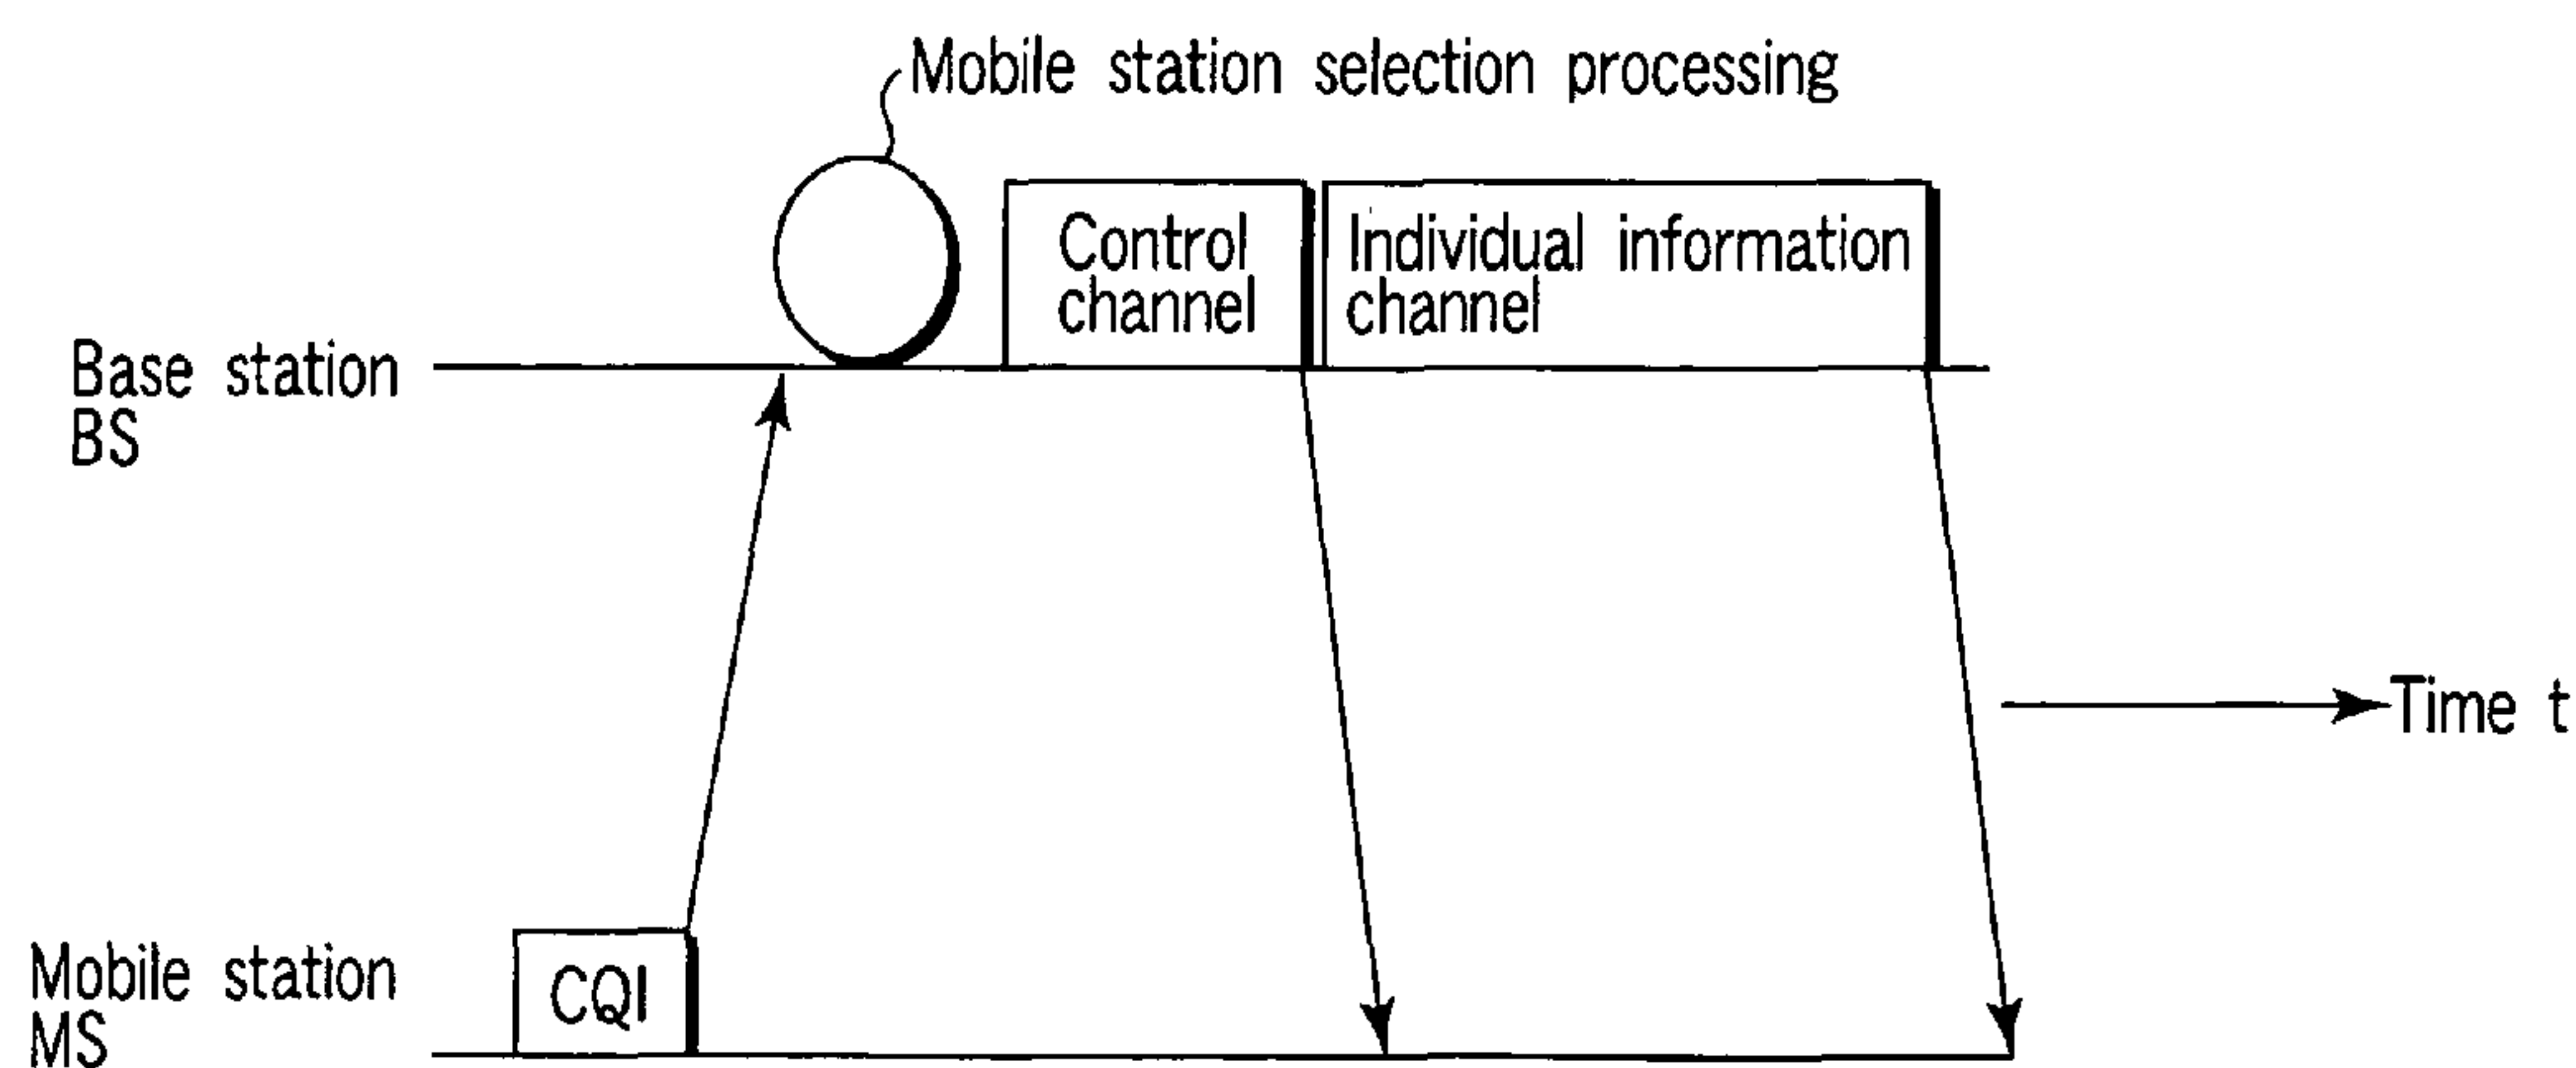 Mobile station selection processing
Control
channel
Individual information
channel
Base station
BS
Time t
CQI
Mobile station
MS